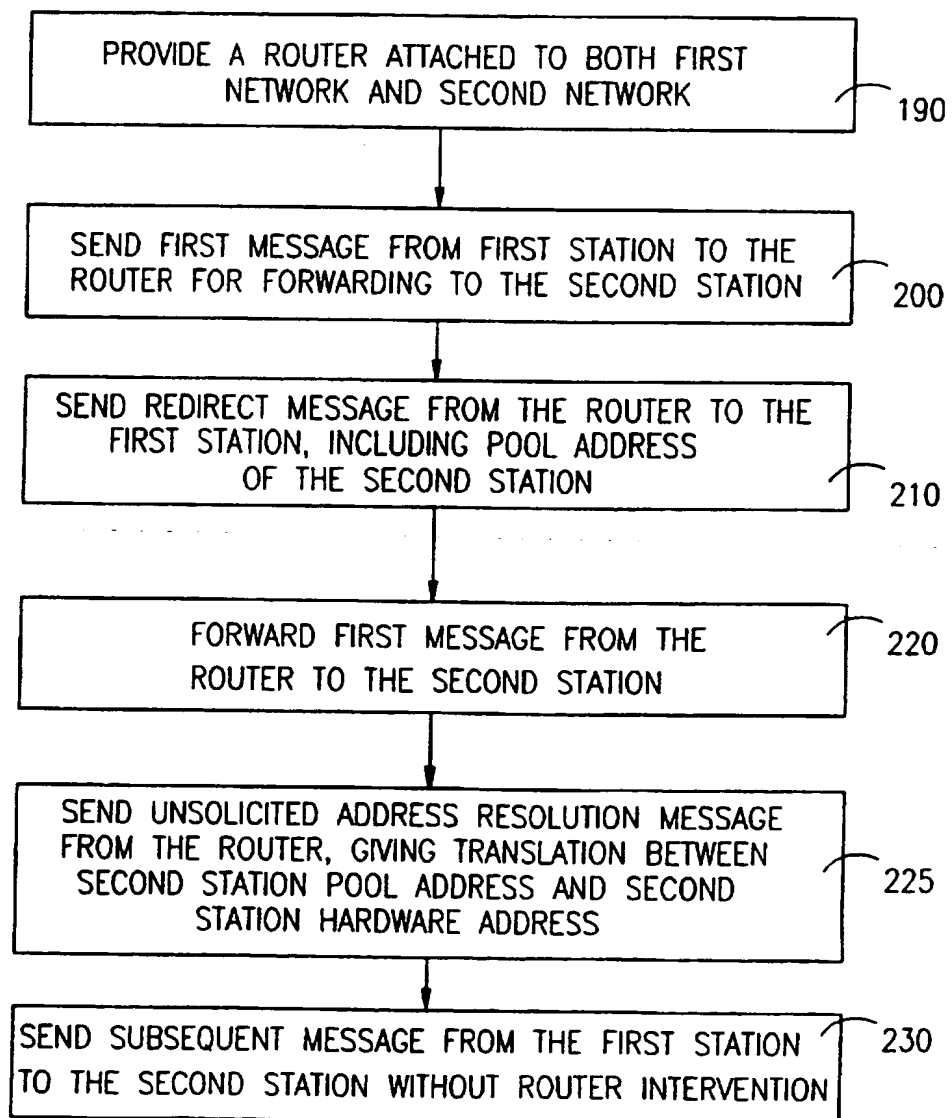 PROVIDE A ROUTER ATTACHED TO BOTH FIRST
NETWORK AND SECOND NETWORK
190
SEND FIRST MESSAGE FROM FIRST STATION TO THE
ROUTER FOR FORWARDING TO THE SECOND STATION
200
SEND REDIRECT MESSAGE FROM THE ROUTER TO THE
FIRST STATION, INCLUDING POOL ADDRESS
OF THE SECOND STATION
210
FORWARD FIRST MESSAGE FROM THE
ROUTER TO THE SECOND STATION
220
SEND UNSOLICITED ADDRESS RESOLUTION MESSAGE
FROM THE ROUTER, GIVING TRANSLATION BETWEEN
SECOND STATION POOL ADDRESS AND SECOND
STATION HARDWARE ADDRESS
225
SEND SUBSEQUENT MESSAGE FROM THE FIRST STATION
TO THE SECOND STATION WITHOUT ROUTER INTERVENTION
230